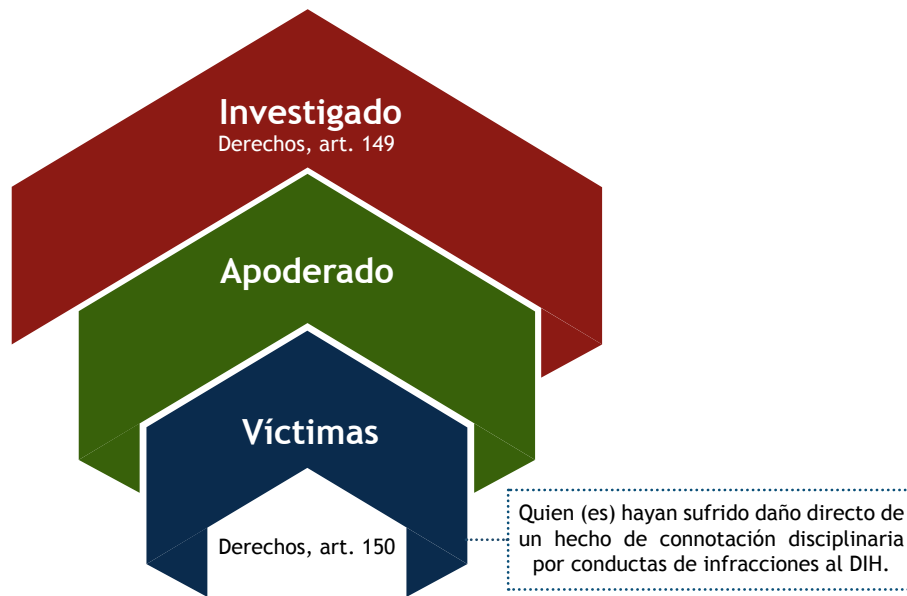 Investigado
Derechos, art. 149
Apoderado
Víctimas
Derechos, art. 150
Quien (es) hayan sufrido daño directo de
un hecho de connotación disciplinaria
por conductas de infracciones al DIH.